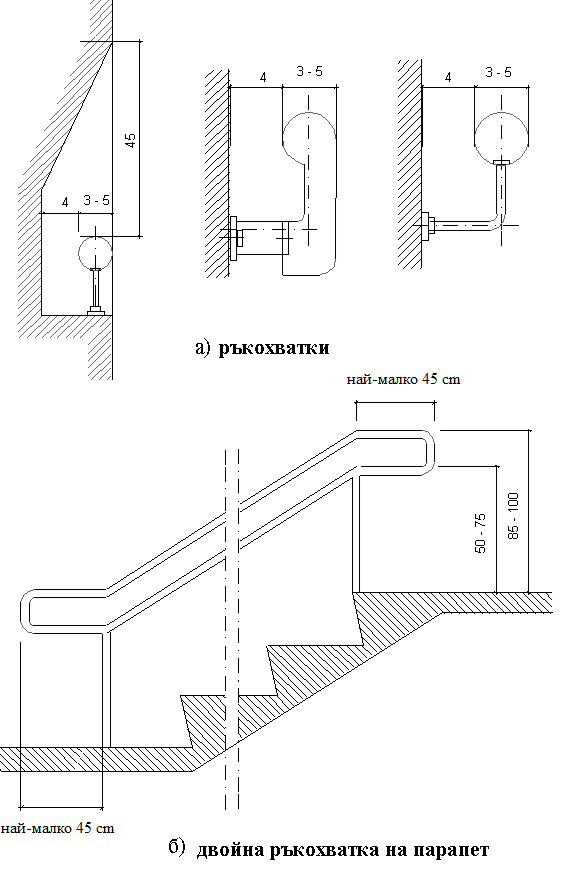 45
4 3 - 5
4 3 - 5
4 3 - 5
а) ръкохватки
най-малко 45 cm
50 - 75
85 - 100
най-малко 45 cm
б) двойна ръкохватка на парапет